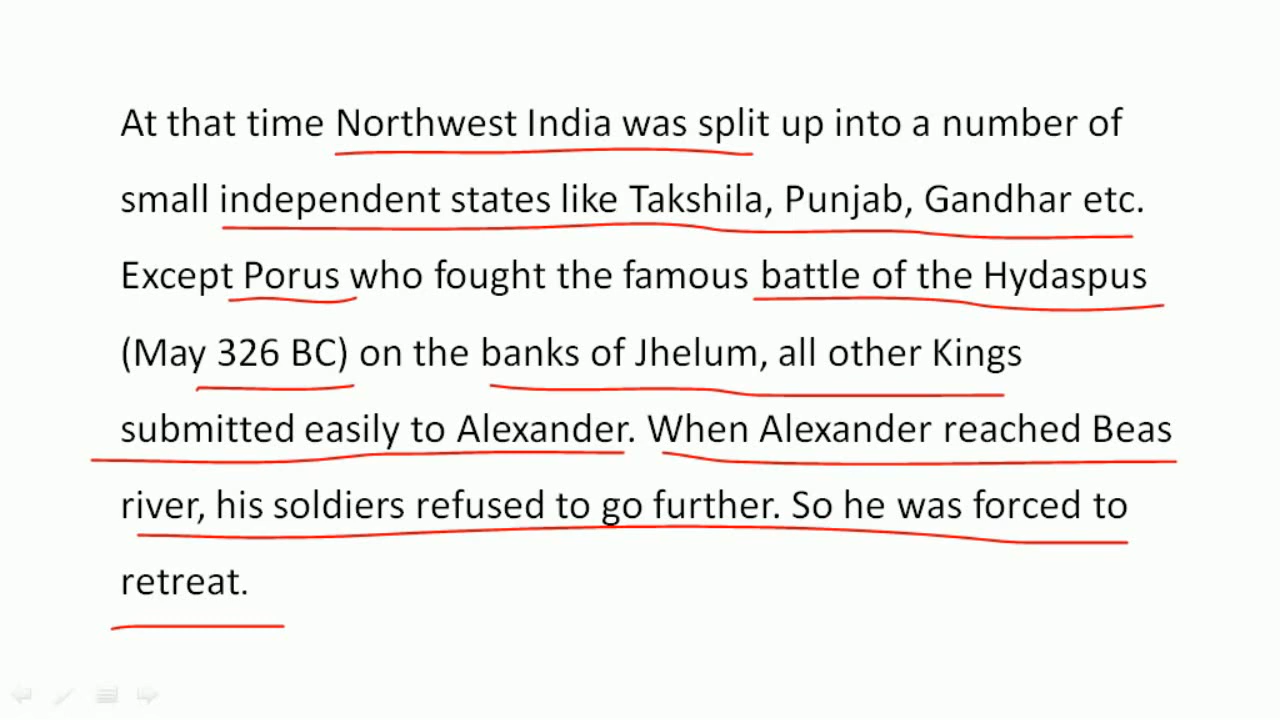 At that time Northwest India was split up into a number of
small independent states like Takshila, Punjab, Gandhar etc.
Except Porus who fought the famous battle of the Hydaspus
(May 326 BC) on the banks of Jhelum, all other Kings
submitted easily to Alexander. When Alexander reached Beas
river, his soldiers refused to go further. So he was forced to
retreat.